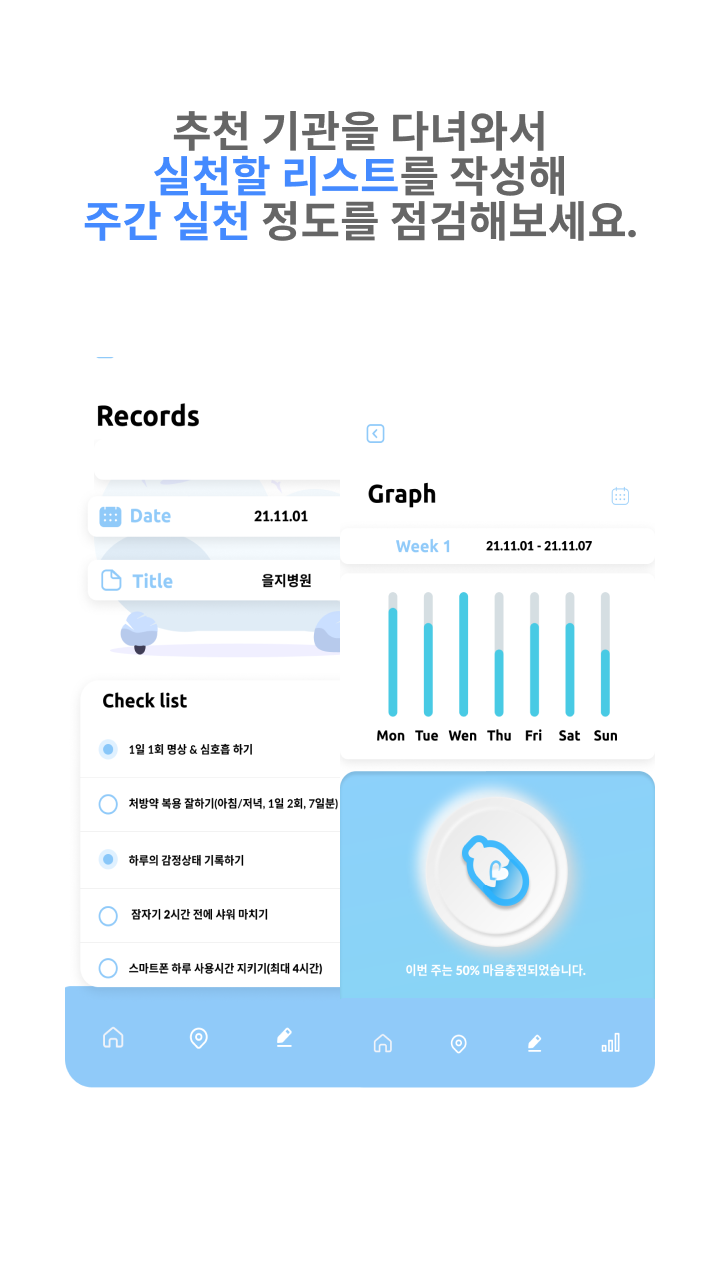 추천 기관을 다녀와서
실천할 리스트를 작성해
주간 실천 정도를 점검해보세요.
Records
Date 21.11.01
Title 을지병원
Check list
1일 1회 명상 & 심호흡 하기
처방약 복용 잘하기(아침/저녁, 1일 2회, 7일분)
하루의 감정상태 기록하기
잠자기 2시간 전에 샤워 마치기
스마트폰 하루 사용시간 지키기(최대 4시간)
Graph
Week 1 21.11.01 - 21.11.07
Mon Tue Wen Thu Fri Sat Sun
이번 주는 50% 마음충전되었습니다.